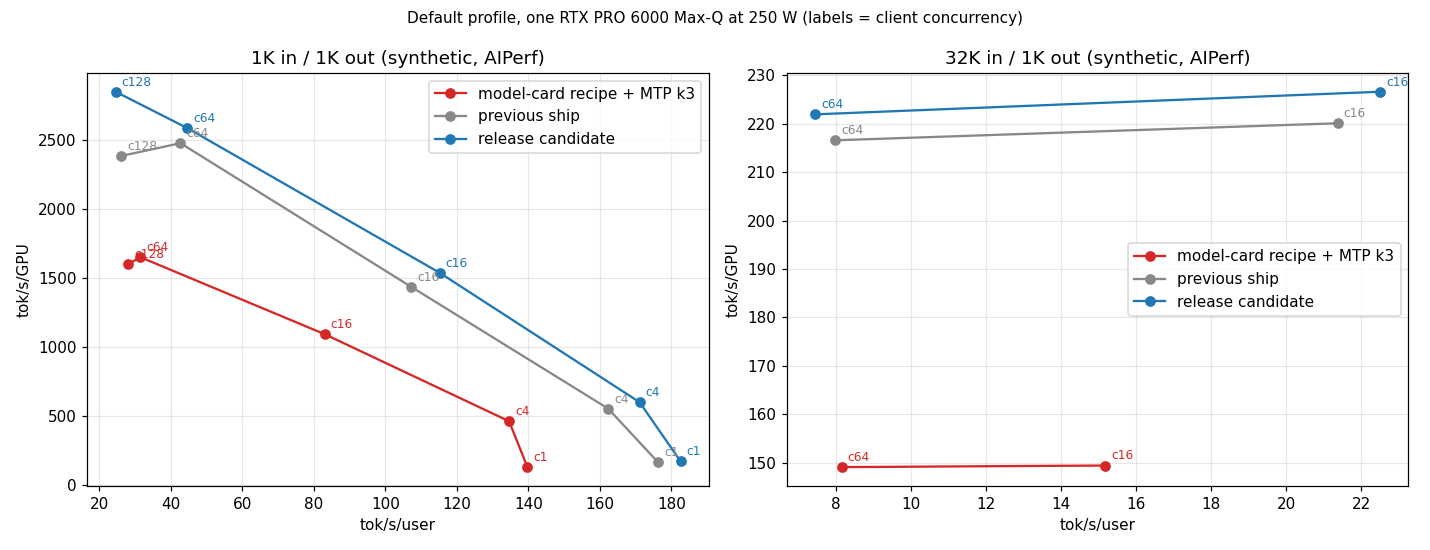 Default profile, one RTX PRO 6000 Max-Q at 250 W (labels = client concurrency)
1K in / 1K out (synthetic, AIPerf)
tok/s/GPU
2500
2000
1500
1000
500
0
20
40
60
80
100
120
140
160
180
tok/s/user
model-card recipe + MTP k3
previous ship
release candidate
c128
c64
c16
c4
c1
c128
c64
c16
c4
c1
c128
c64
c16
c4
c1
32K in / 1K out (synthetic, AIPerf)
tok/s/GPU
230
220
210
200
190
180
170
160
150
8
10
12
14
16
18
20
22
tok/s/user
c64
c16
c64
c16
c64
c16
model-card recipe + MTP k3
previous ship
release candidate